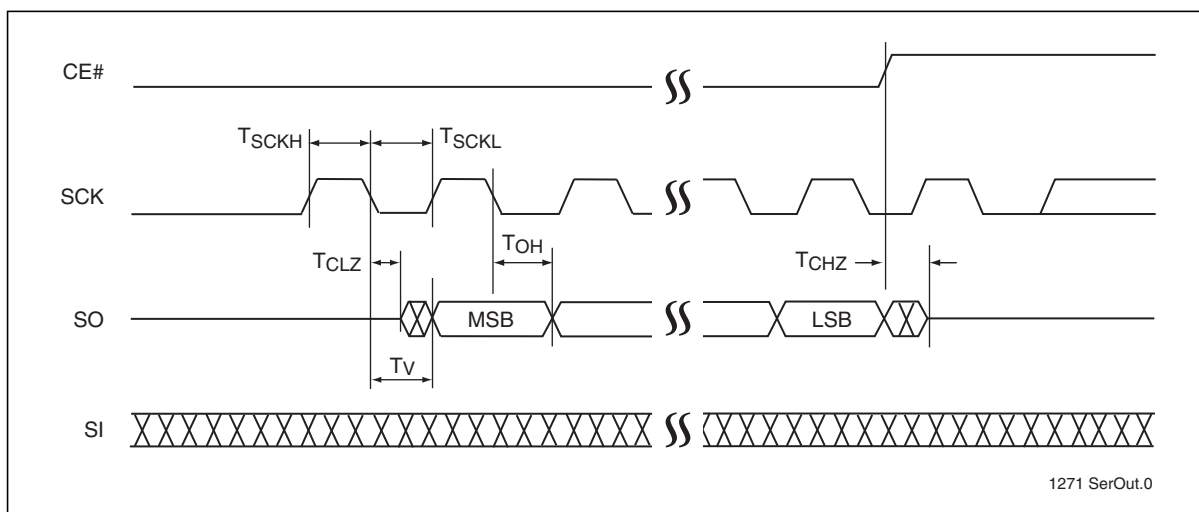 CE#
TSCKH
TSCKL
SCK
TOH
TCLZ
TCHZ
SO
MSB
LSB
TV
SI
1271 SerOut.0